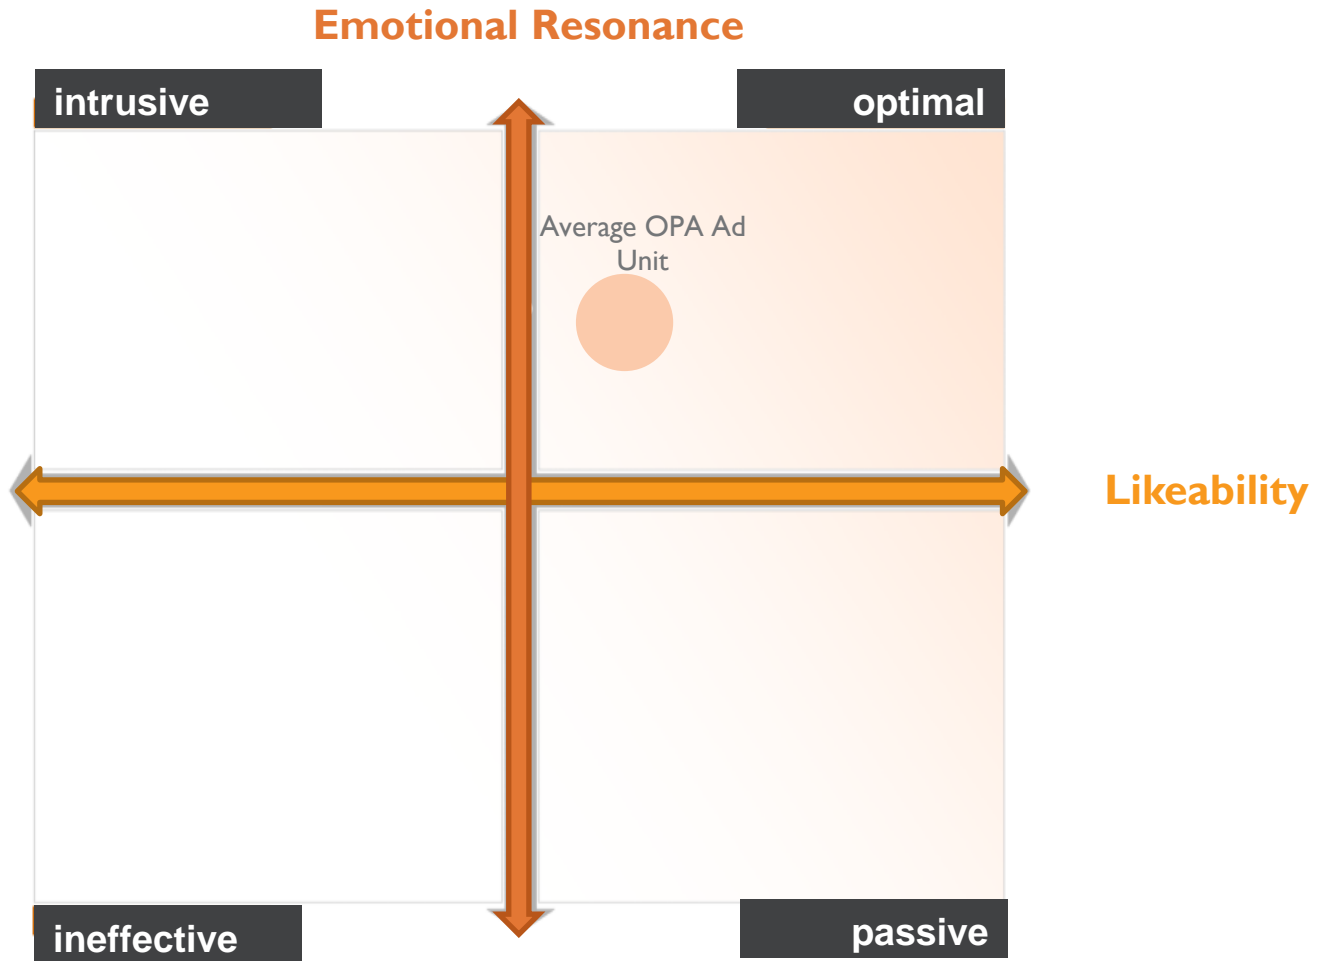 Emotional Resonance
intrusive
optimal
Average OPA Ad
Unit
Likeability
ineffective
passive